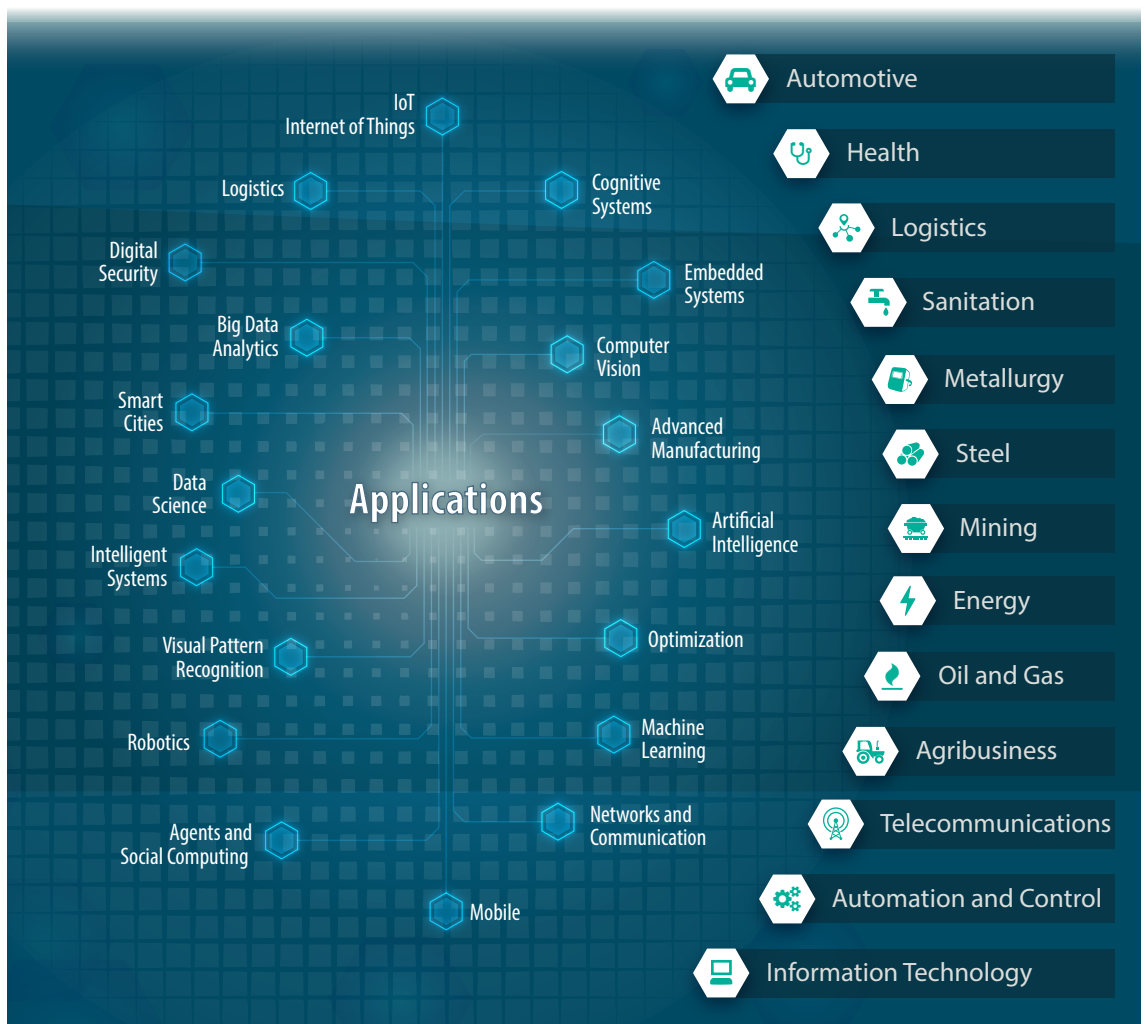 IoT
Internet of Things
Logistics
Digital
Security
Big Data
Analytics
Smart
Cities
Data
Science
Intelligent
Systems
Visual Pattern
Recognition
Robotics
Agents and
Social Computing
Applications
Cognitive
Systems
Embedded
Systems
Computer
Vision
Advanced
Manufacturing
Artificial
Intelligence
Optimization
Machine
Learning
Networks and
Communication
Mobile
Automotive
Health
Logistics
Sanitation
Metallurgy
Steel
Mining
Energy
Oil and Gas
Agribusiness
Telecommunications
Automation and Control
Information Technology